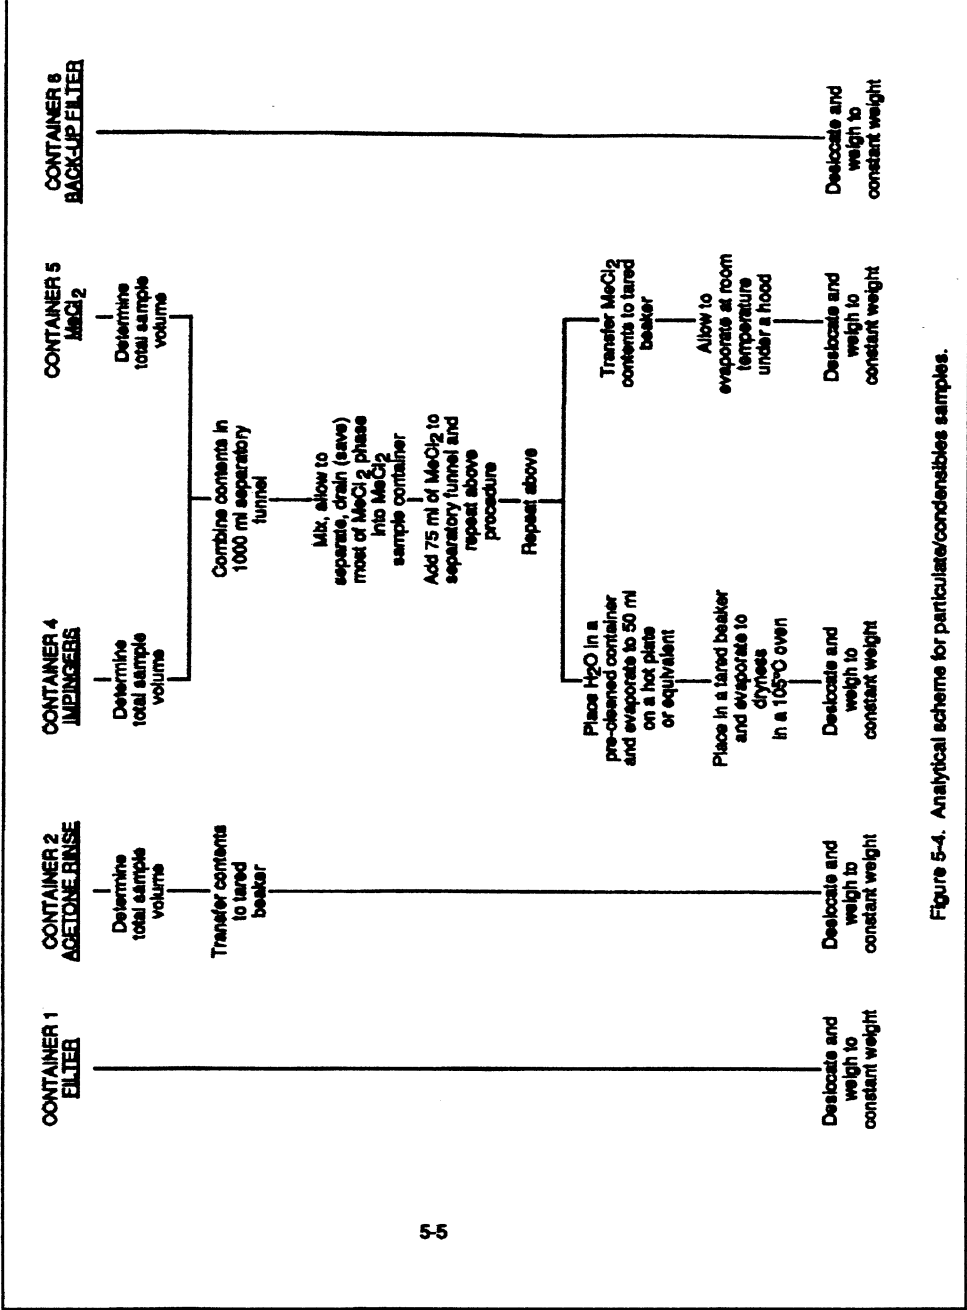 CONTAINER 1
FILTER
Desiccate and
weigh to
constant weight
CONTAINER 2
ACETONE RINSE
Determine
total sample
volume
Transfer contents
to tared
beaker
Desiccate and
weigh to
constant weight
CONTAINER 4
IMPINGERS
Determine
total sample
volume
CONTAINER 5
MeCl2
Determine
total sample
volume
Combine contents in
1000 ml separatory
funnel
Mix, allow to
separate, drain (save)
most of MeCl2 phase
into MeCl2
sample container
Add 75 ml of MeCl2 to
separatory funnel and
repeat above
procedure
Repeat above
Place H2O in a
pre-cleaned container
and evaporate to 50 ml
on a hot plate
or equivalent
Place in a tared beaker
and evaporate to
dryness
in a 105°C oven
Desiccate and
weigh to
constant weight
Transfer MeCl2
contents to tared
beaker
Allow to
evaporate at room
temperature
under a hood
Desiccate and
weigh to
constant weight
CONTAINER 6
BACK-UP FILTER
Desiccate and
weigh to
constant weight
Figure 5-4. Analytical scheme for particulate/condensibles samples.
5-5